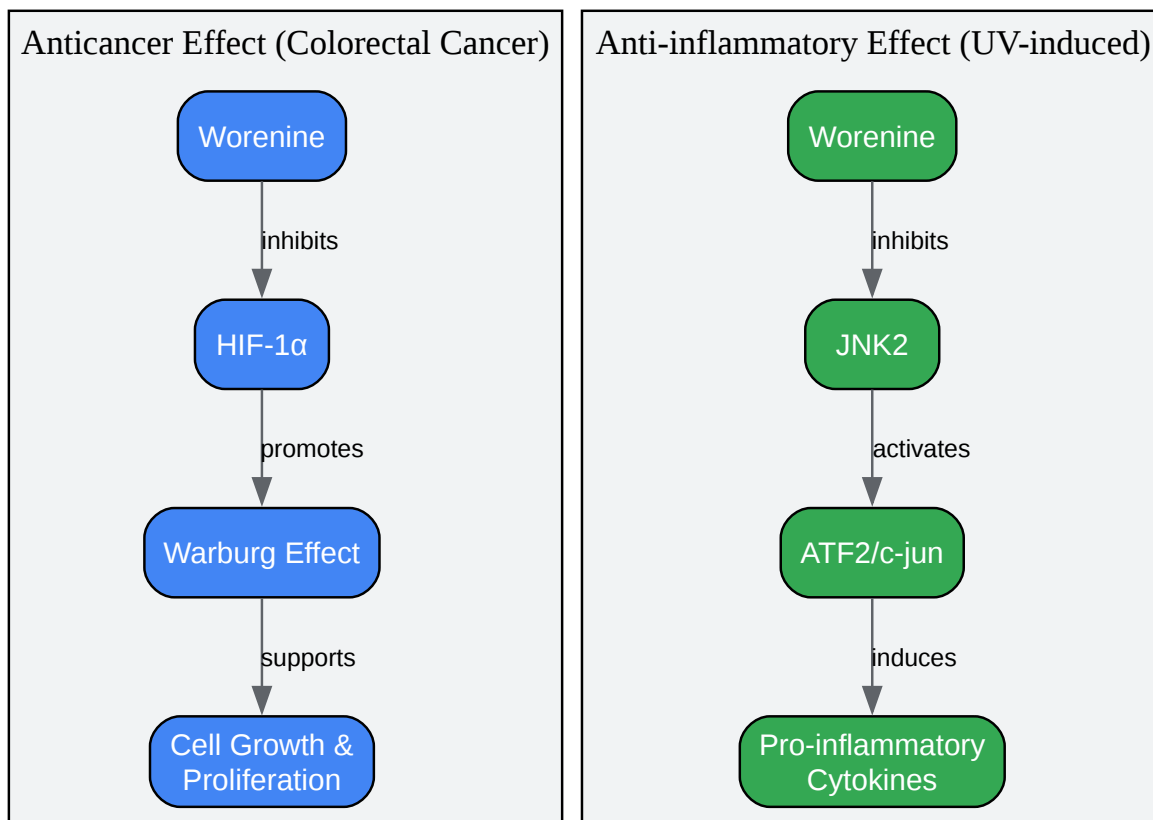 Anticancer Effect (Colorectal Cancer)
Worenine
inhibits
HIF-1α
promotes
Warburg Effect
supports
Cell Growth &
Proliferation
Anti-inflammatory Effect (UV-induced)
Worenine
inhibits
JNK2
activates
ATF2/c-jun
induces
Pro-inflammatory
Cytokines